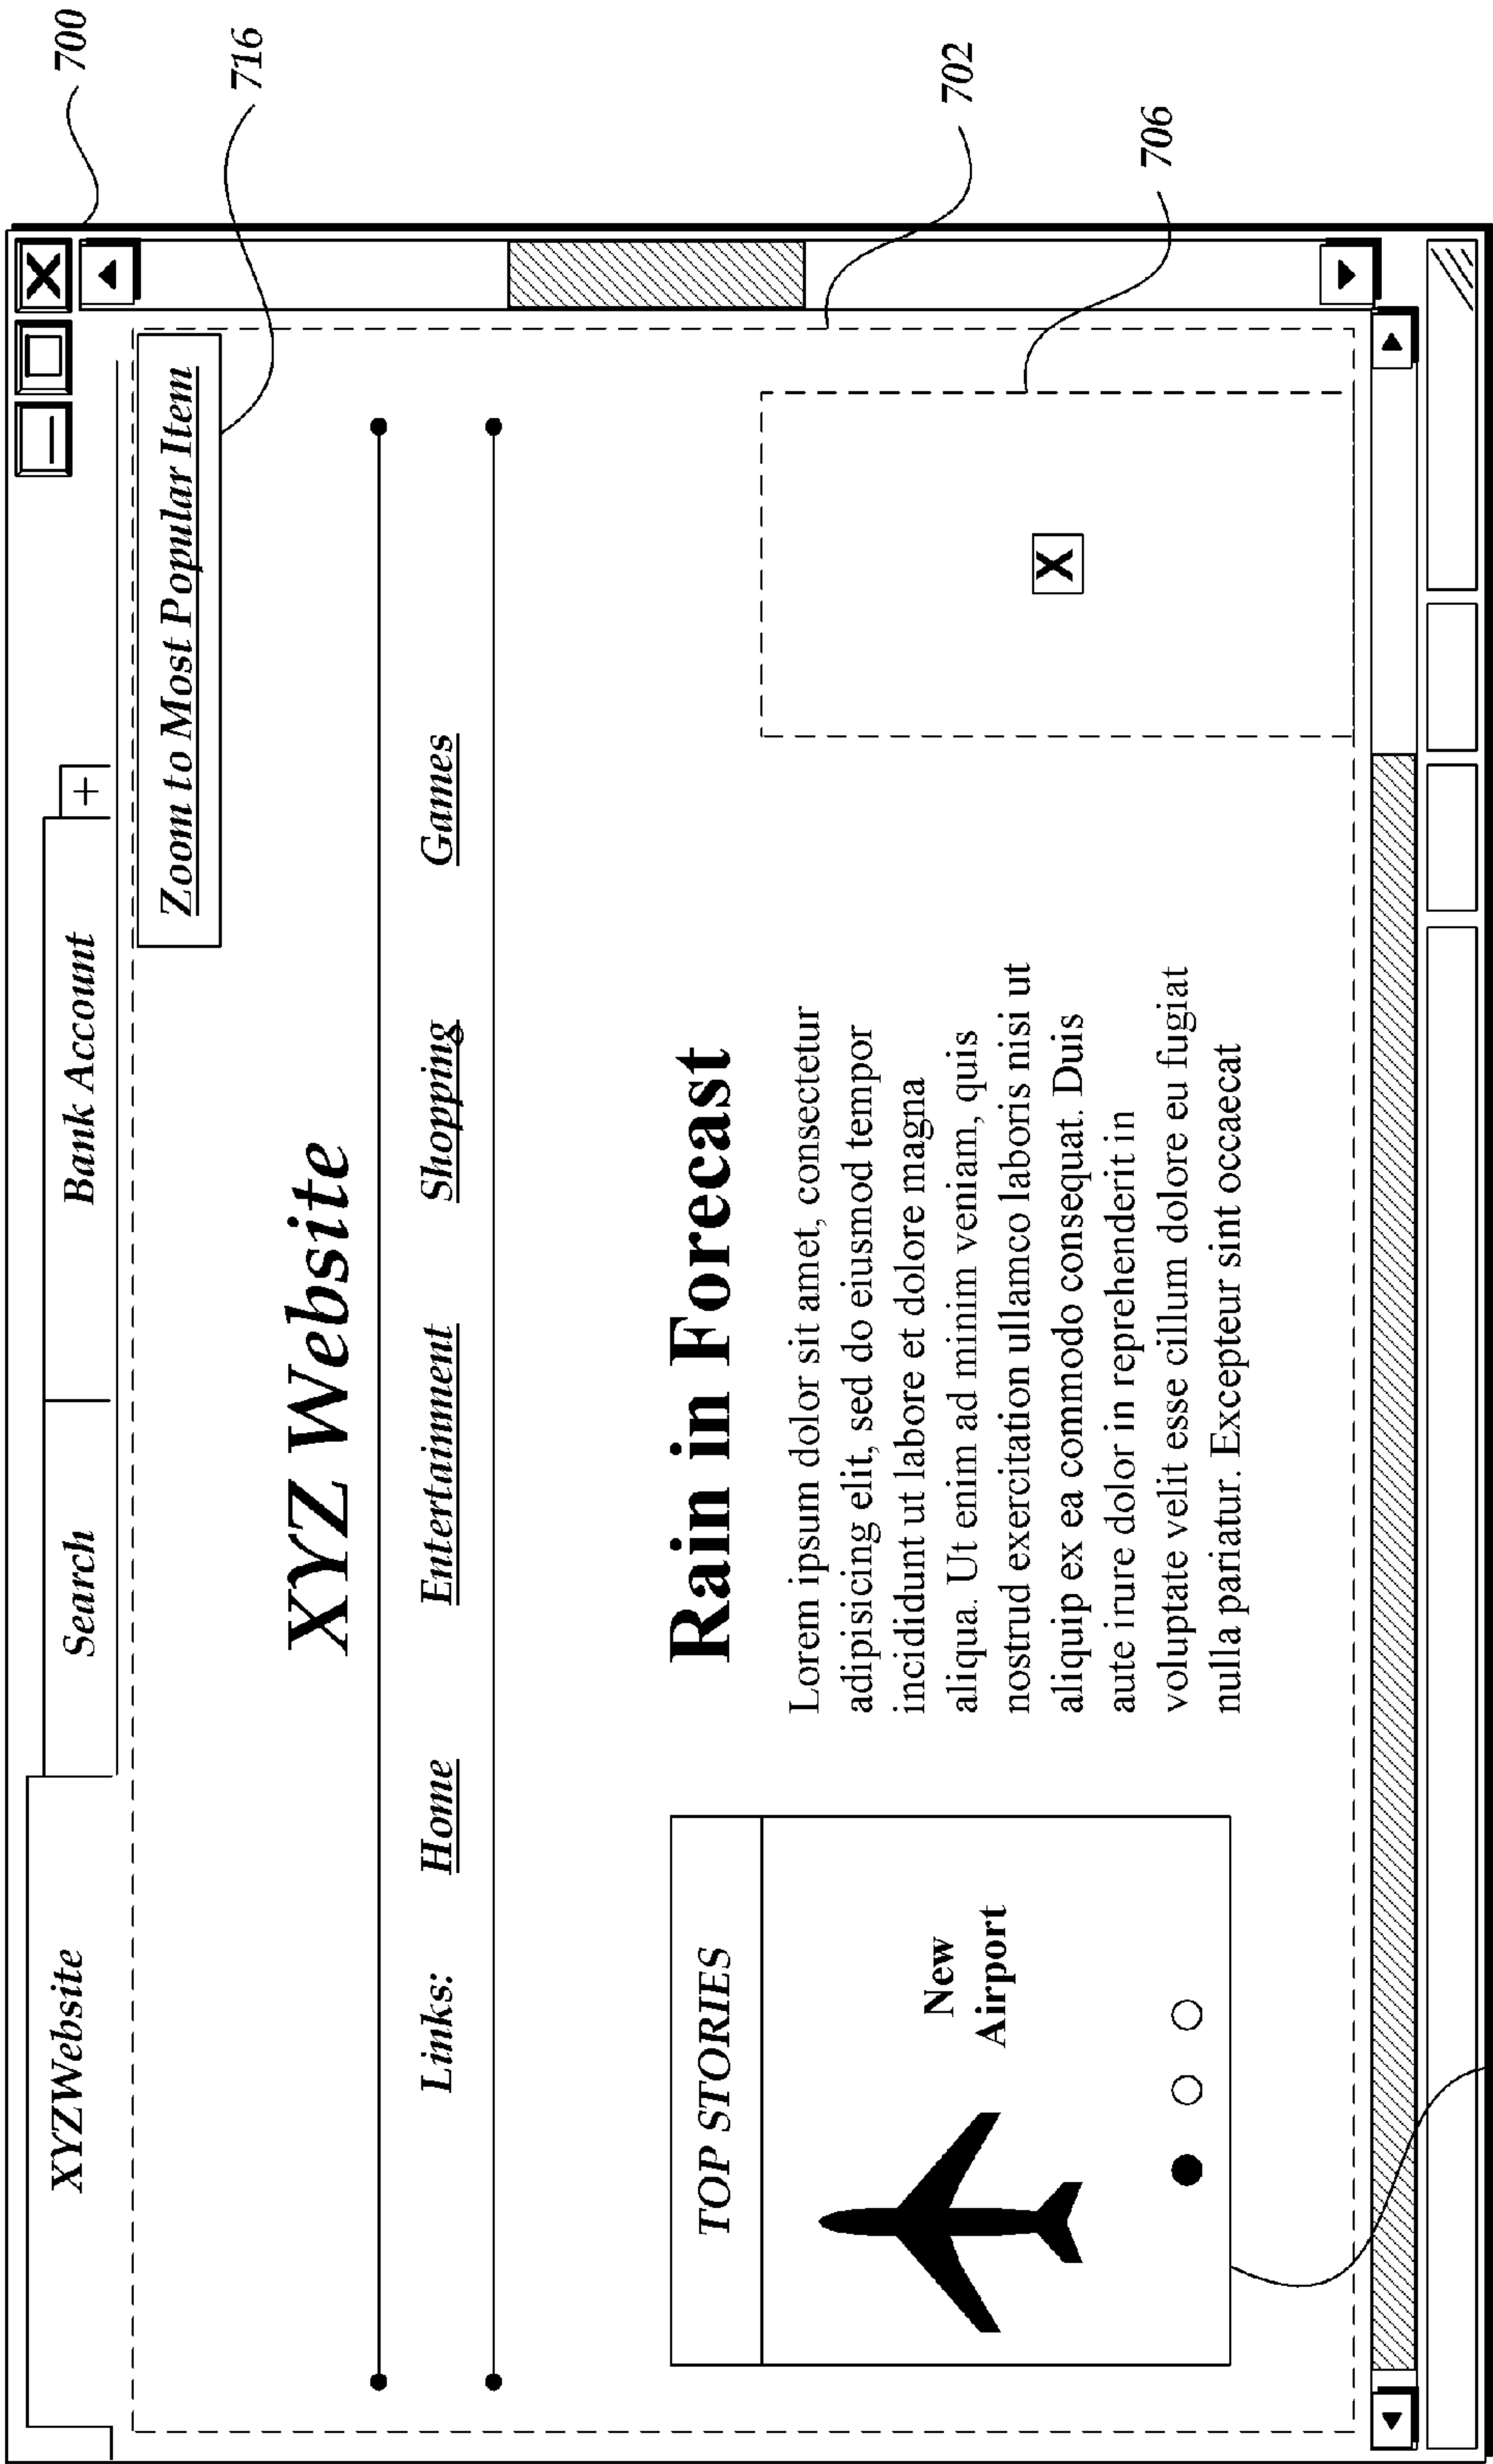 700
XYZWebsite
Search
Bank Account
+
X
716
Zoom to Most Popular Item
XYZ Website
Links:
Home
Entertainment
Shopping
Games
702
TOP STORIES
New
Airport
Rain in Forecast
Lorem ipsum dolor sit amet, consectetur
adipisicing elit, sed do eiusmod tempor
incididunt ut labore et dolore magna
aliqua. Ut enim ad minim veniam, quis
nostrud exercitation ullamco laboris nisi ut
aliquip ex ea commodo consequat. Duis
aute irure dolor in reprehenderit in
voluptate velit esse cillum dolore eu fugiat
nulla pariatur. Excepteur sint occaecat
X
706